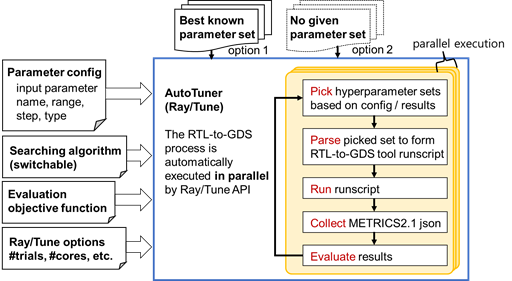 Best known
parameter set
option 1
No given
parameter set
option 2
parallel execution
Parameter config
input parameter
name, range,
step, type
Searching algorithm
(switchable)
Evaluation
objective function
Ray/Tune options
#trials, #cores, etc.
AutoTuner
(Ray/Tune)
The RTL-to-GDS
process is
automatically
executed in parallel
by Ray/Tune API
Pick hyperparameter sets
based on config / results
Parse picked set to form
RTL-to-GDS tool runscript
Run runscript
Collect METRICS2.1 json
Evaluate results